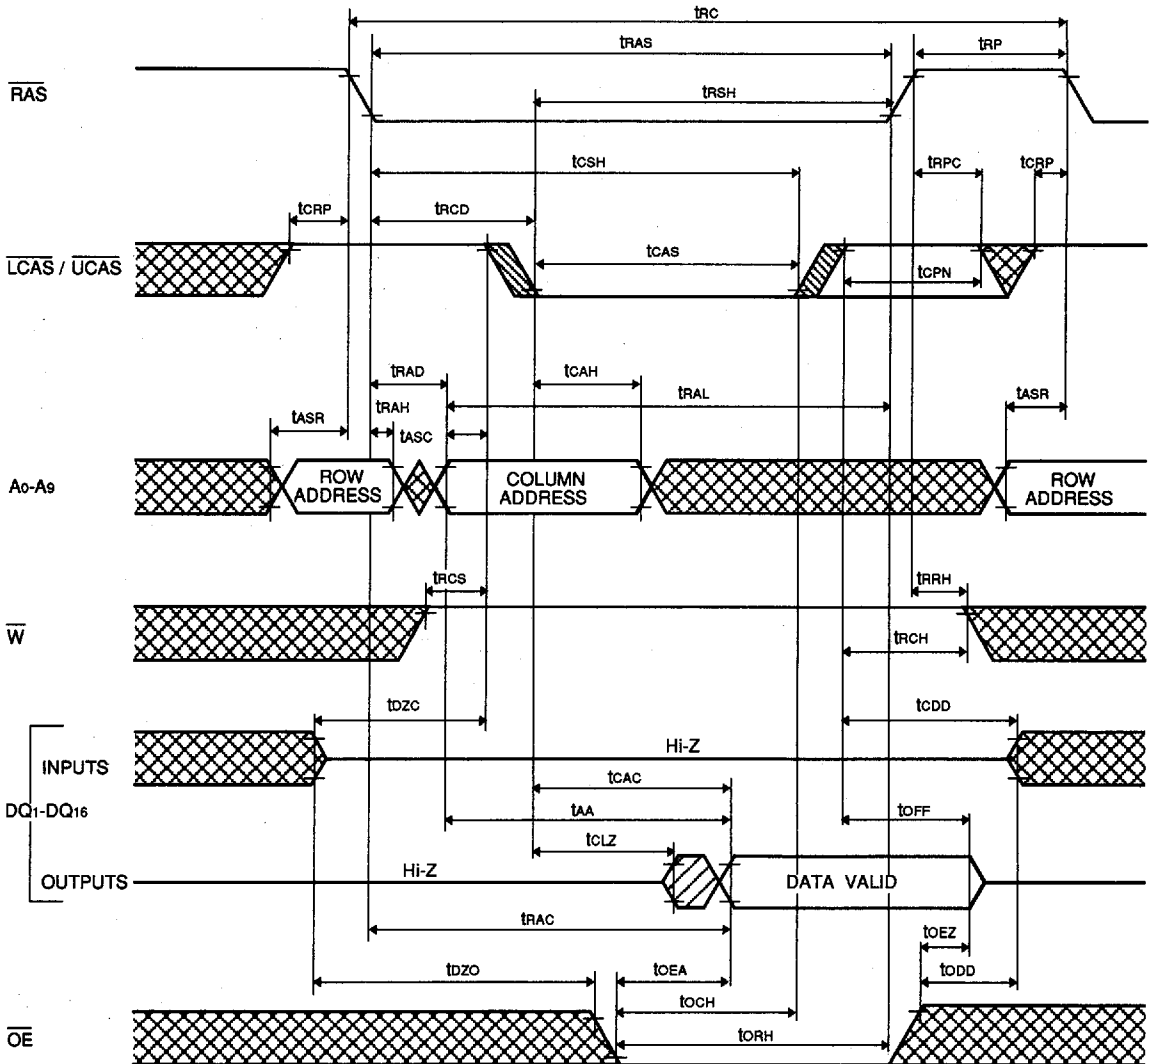 tRC
tRAS
tRP
RAS
tRSH
tCSH
tRPC
tCRP
tCRP
tRCD
LCAS / UCAS
tCAS
tCPN
tRAD
tCAH
tRAL
tASR
tRAH
tASC
tASR
A0-A9
ROW ADDRESS
COLUMN ADDRESS
ROW ADDRESS
tRCS
tRRH
W
tRCH
tDZC
tCDD
INPUTS
Hi-Z
DQ1-DQ16
tCAC
tAA
tOFF
tCLZ
OUTPUTS
Hi-Z
DATA VALID
tRAC
tOEZ
tDZO
tOEA
tODD
tOCH
tORH
OE